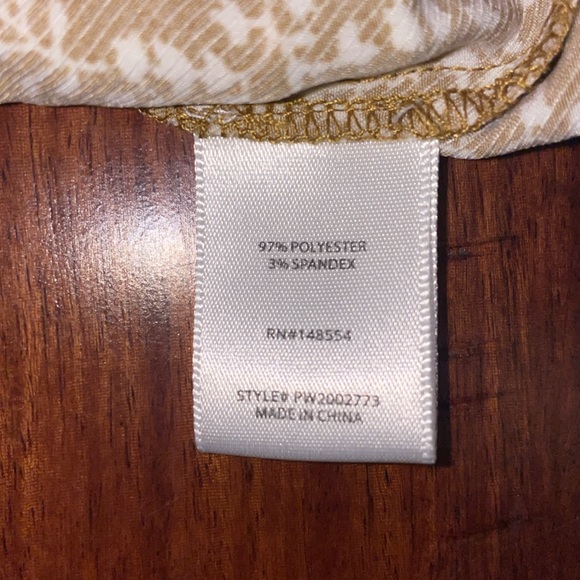 97% POLYESTER
3% SPANDEX
RN#148554
STYLE# PW2002773
MADE IN CHINA